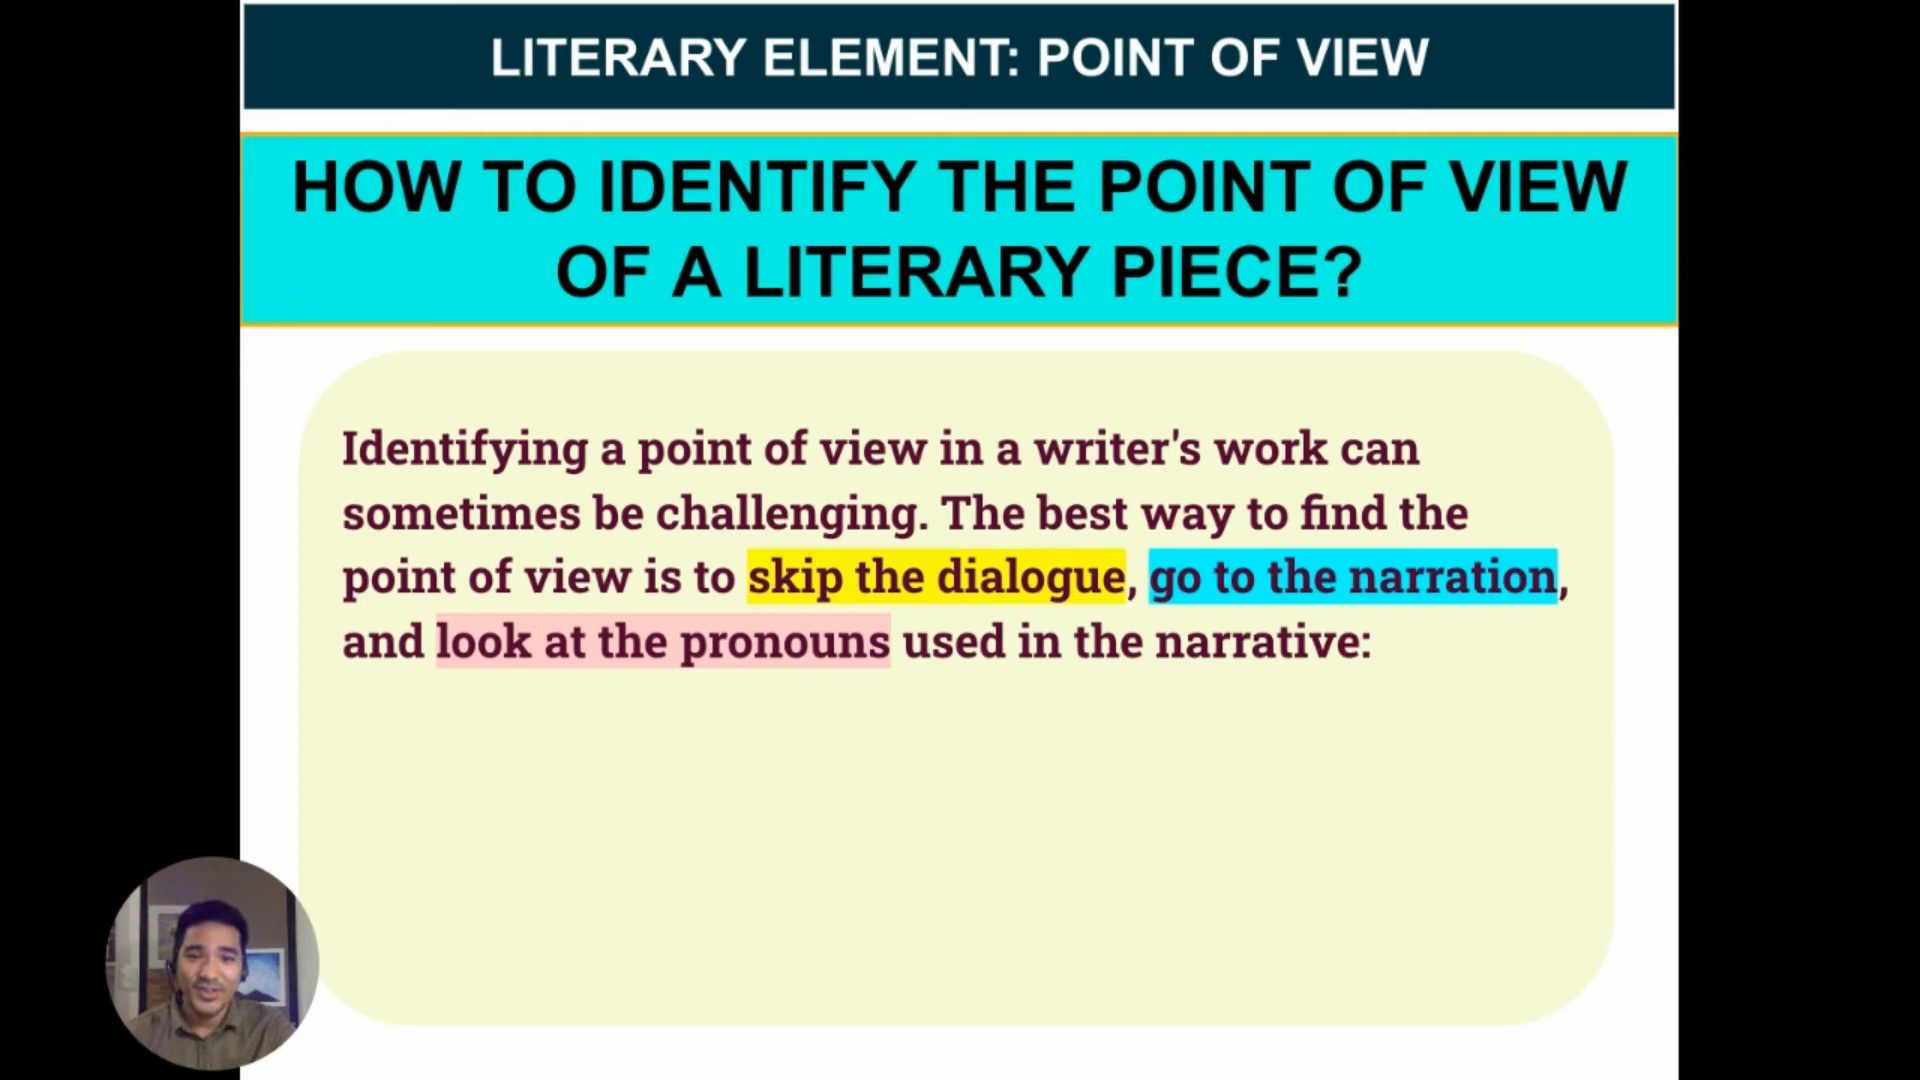 LITERARY ELEMENT: POINT OF VIEW
HOW TO IDENTIFY THE POINT OF VIEW
OF A LITERARY PIECE?
Identifying a point of view in a writer's work can
sometimes be challenging. The best way to find the
point of view is to skip the dialogue, go to the narration,
and look at the pronouns used in the narrative: